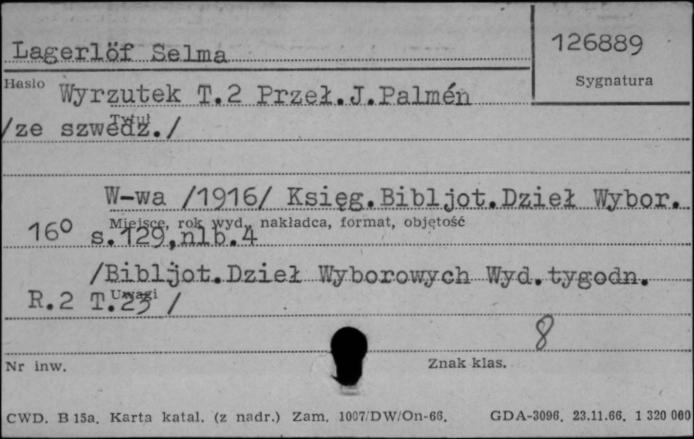 Lagerlöf Selma
126889
Hasło
Sygnatura
Wyrzutek T.2 Przeł.J.Palmén
Tytuł
/ze szwedz./
W-wa /1916/ Księg.Bibljot.Dzieł Wybor.
Miejsce, rok wyd., nakładca, format, objętość
16° s.129,nlb.4
/Bibljot.Dzieł Wyborowych Wyd.tygodn.
Uwagi
R.2 T.23 /
8
Nr inw.
Znak klas.
CWD. B 15a. Karta katal. (z nadr.) Zam. 1007/DW/On-66. GDA-3096. 23.11.66. 1 320 000